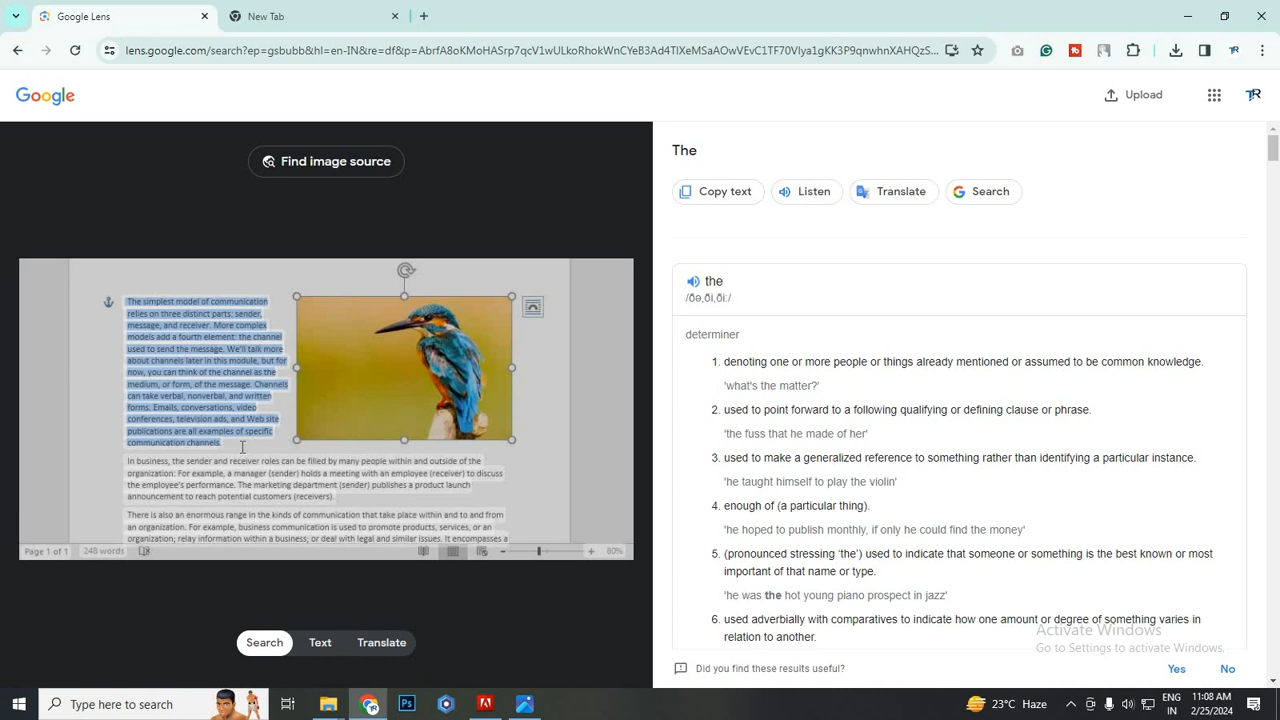 Google Lens
New Tab
lens.google.com/search?ep=gsbubb&hl=en-IN&re=df&p=
Google
Upload
TR
Find image source
The
Copy text
Listen
Translate
Search
the
/ðə,ði,ðiː/
determiner
1. denoting one or more people or things already mentioned or assumed to be common knowledge.
'what's the matter?'
2. used to point forward to a following qualifying or defining clause or phrase.
'the fuss that he made of her'
3. used to make a generalized reference to something rather than identifying a particular instance.
'he taught himself to play the violin'
4. enough of (a particular thing).
'he hoped to publish monthly, if only he could find the money'
5. (pronounced stressing ‘the’) used to indicate that someone or something is the best known or most
important of that name or type.
'he was the hot young piano prospect in jazz'
6. used adverbially with comparatives to indicate how one amount or degree of something varies in
relation to another.
Did you find these results useful?
Yes
No
Activate Windows
Go to Settings to activate Windows.
The simplest model of communication
relies on three distinct parts: sender,
message, and receiver. More complex
models add a fourth element: the channel
used to send the message. We'll talk more
about channels later in this module, but for
now, you can think of the channel as the
medium, or form, of the message. Channels
can take verbal, nonverbal, and written
forms. Emails, conversations, video
conferences, television ads, and Web site
publications are all examples of specific
communication channels.
In business, the sender and receiver roles can be filled by many people within and outside of the
organization: For example, a manager (sender) holds a meeting with an employee (receiver) to discuss
the employee's performance. The marketing department (sender) publishes a product launch
announcement to reach potential customers (receivers).
There is also an enormous range in the kinds of communication that take place within and to and from
an organization. For example, business communication is used to promote products, services, or an
organization; relay information within a business; or deal with legal and similar issues. It encompasses a
Page 1 of 1
248 words
80%
Search
Text
Translate
Type here to search
Ps
23°C Haze
ENG
IN
11:08 AM
2/25/2024